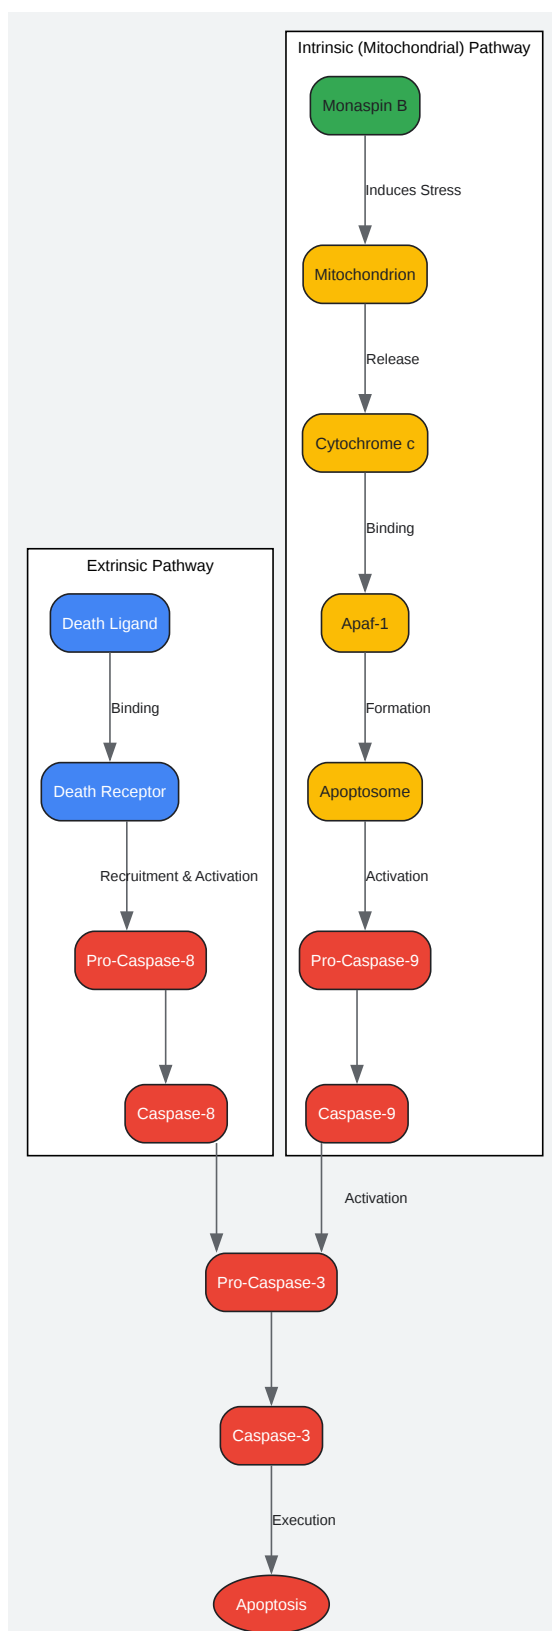 Intrinsic (Mitochondrial) Pathway
Monaspin B
Induces Stress
Mitochondrion
Release
Cytochrome c
Binding
Apaf-1
Formation
Apoptosome
Activation
Pro-Caspase-9
Caspase-9
Extrinsic Pathway
Death Ligand
Binding
Death Receptor
Recruitment & Activation
Pro-Caspase-8
Caspase-8
Activation
Pro-Caspase-3
Caspase-3
Execution
Apoptosis